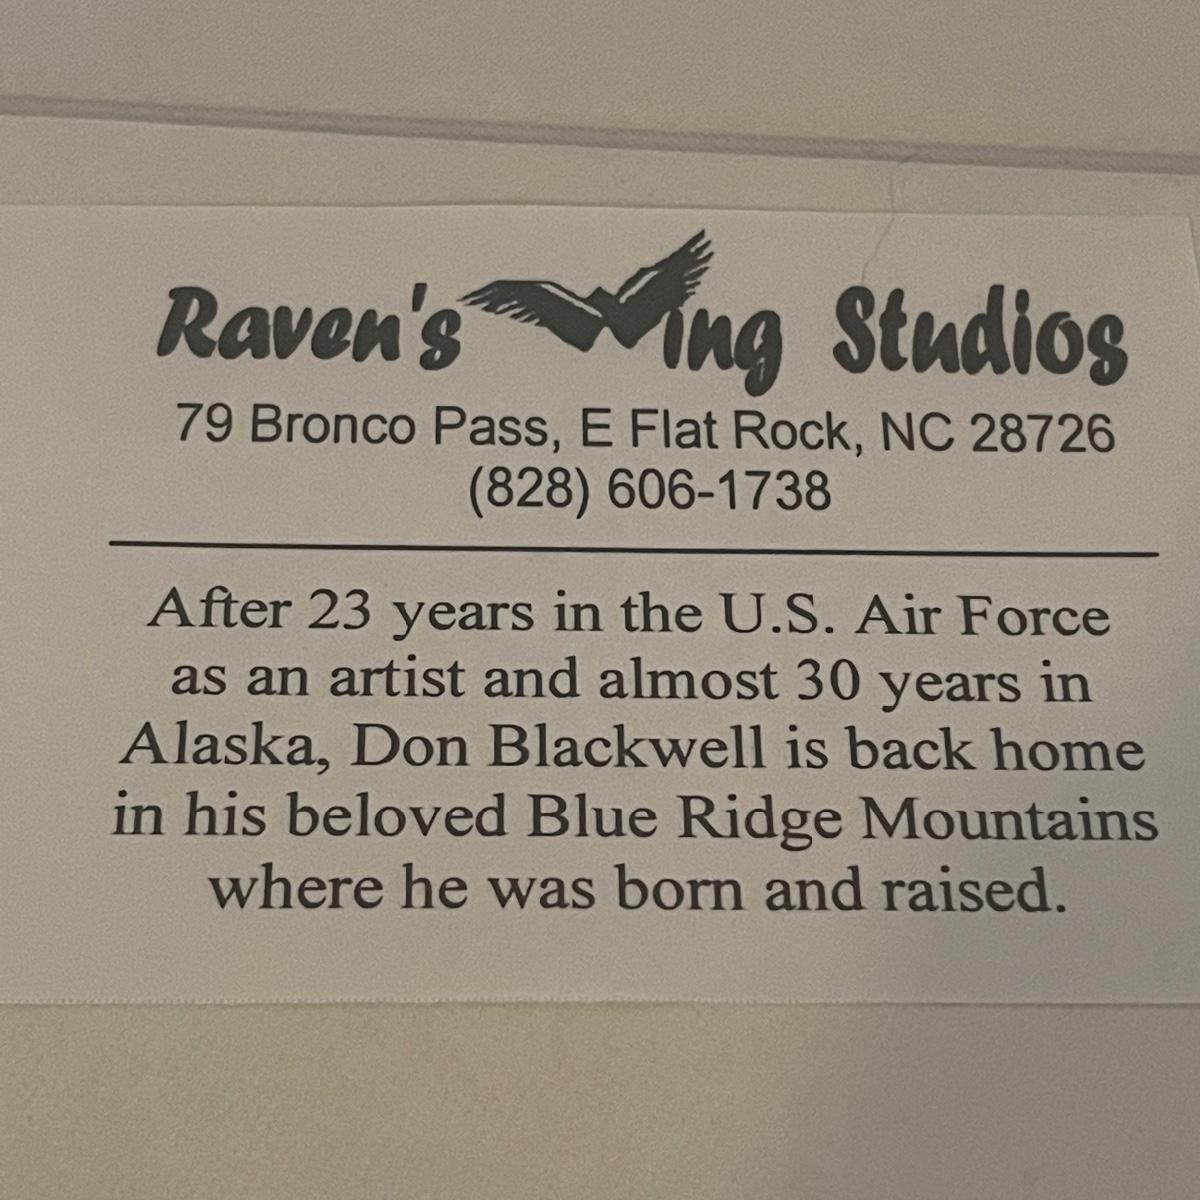 Raven's Wing Studios
79 Bronco Pass, E Flat Rock, NC 28726
(828) 606-1738
After 23 years in the U.S. Air Force
as an artist and almost 30 years in
Alaska, Don Blackwell is back home
in his beloved Blue Ridge Mountains
where he was born and raised.